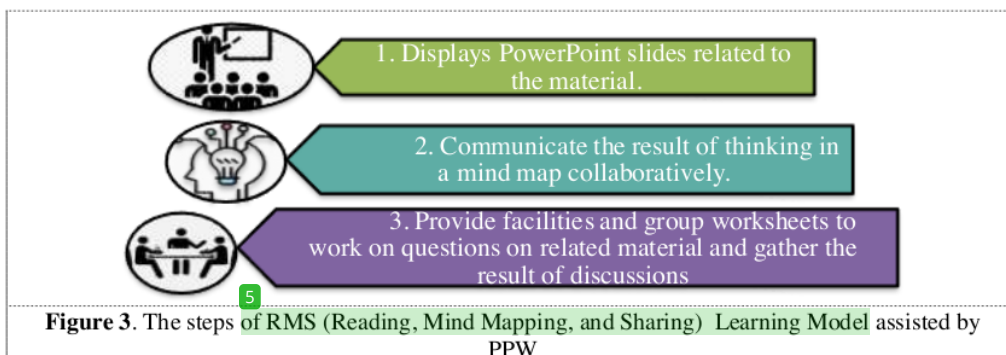 1. Displays PowerPoint slides related to
the material.
2. Communicate the result of thinking in
a mind map collaboratively.
3. Provide facilities and group worksheets to
work on questions on related material and gather the
result of discussions
5
Figure 3. The steps of RMS (Reading, Mind Mapping, and Sharing) Learning Model assisted by
PPW